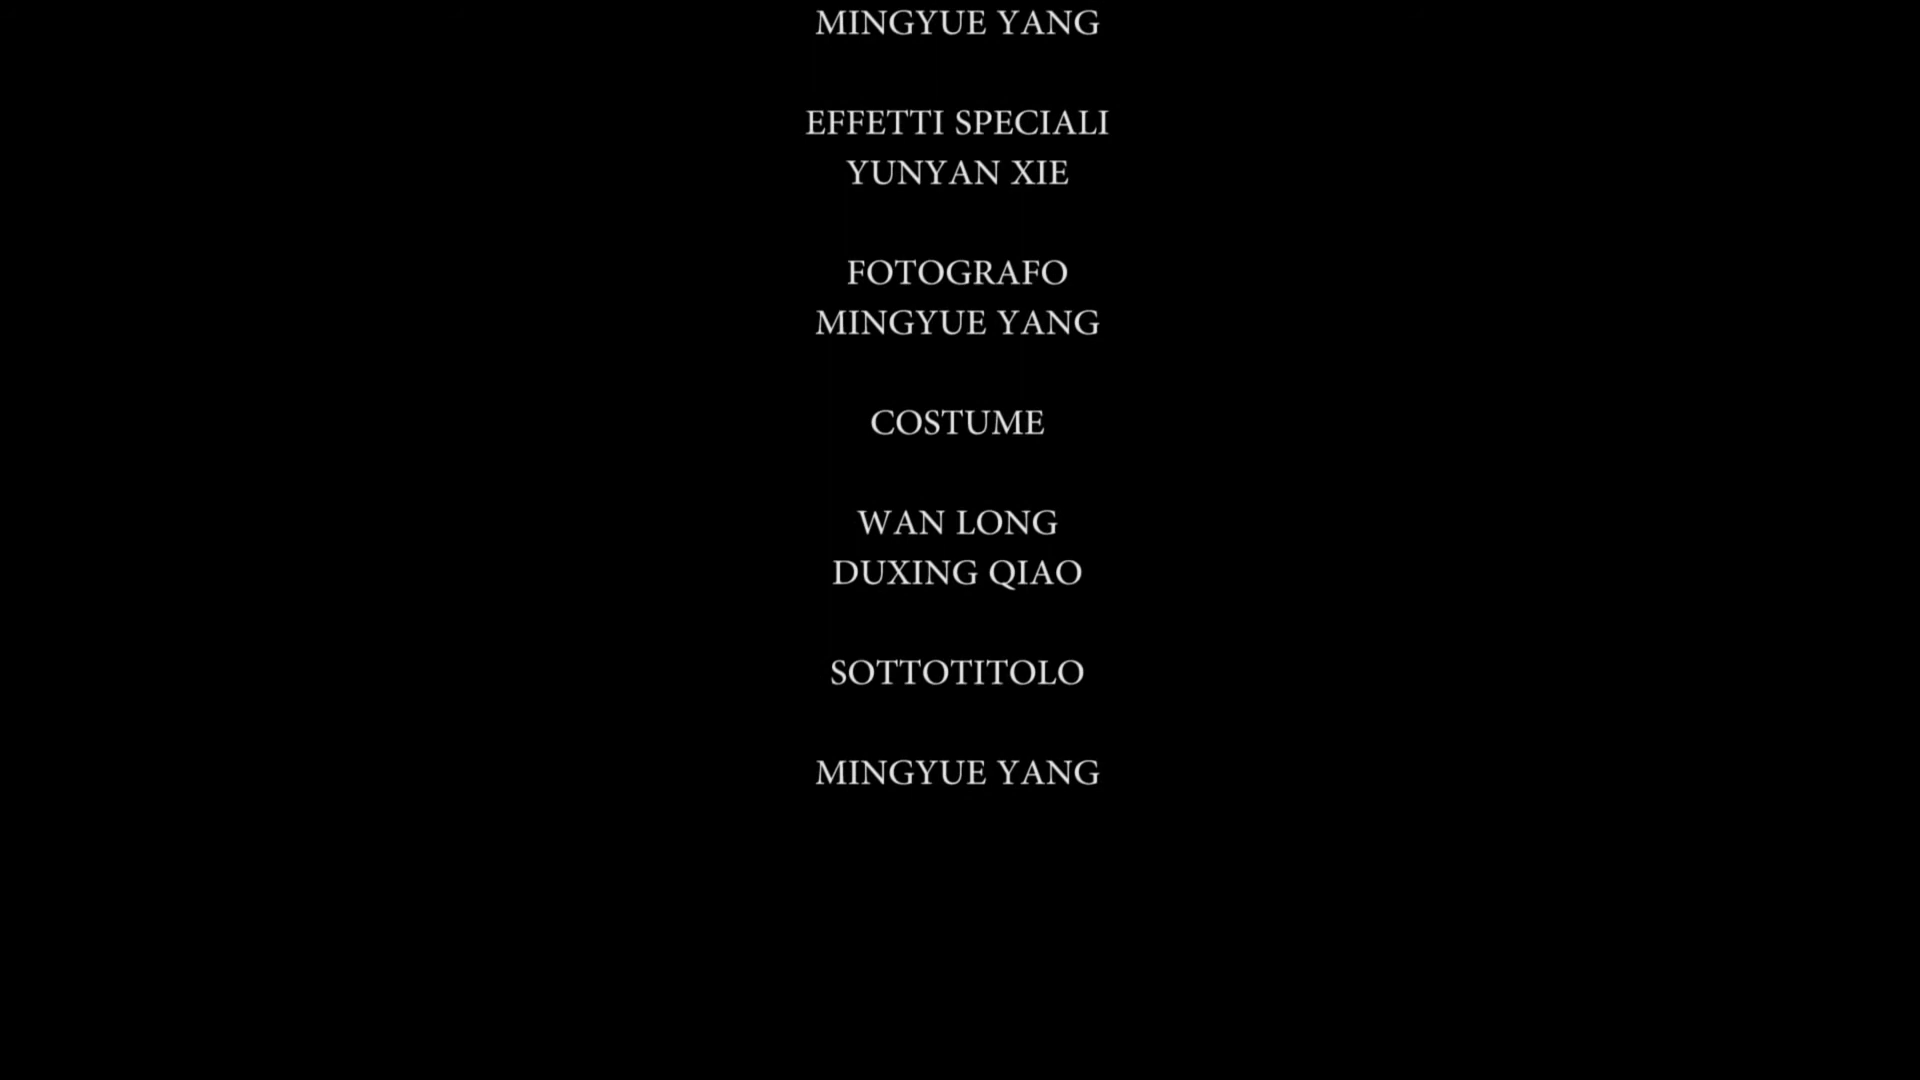 MINGYUE YANG
EFFETTI SPECIALI
YUNYAN XIE
FOTOGRAFO
MINGYUE YANG
COSTUME
WAN LONG
DUXING QIAO
SOTTOTITOLO
MINGYUE YANG